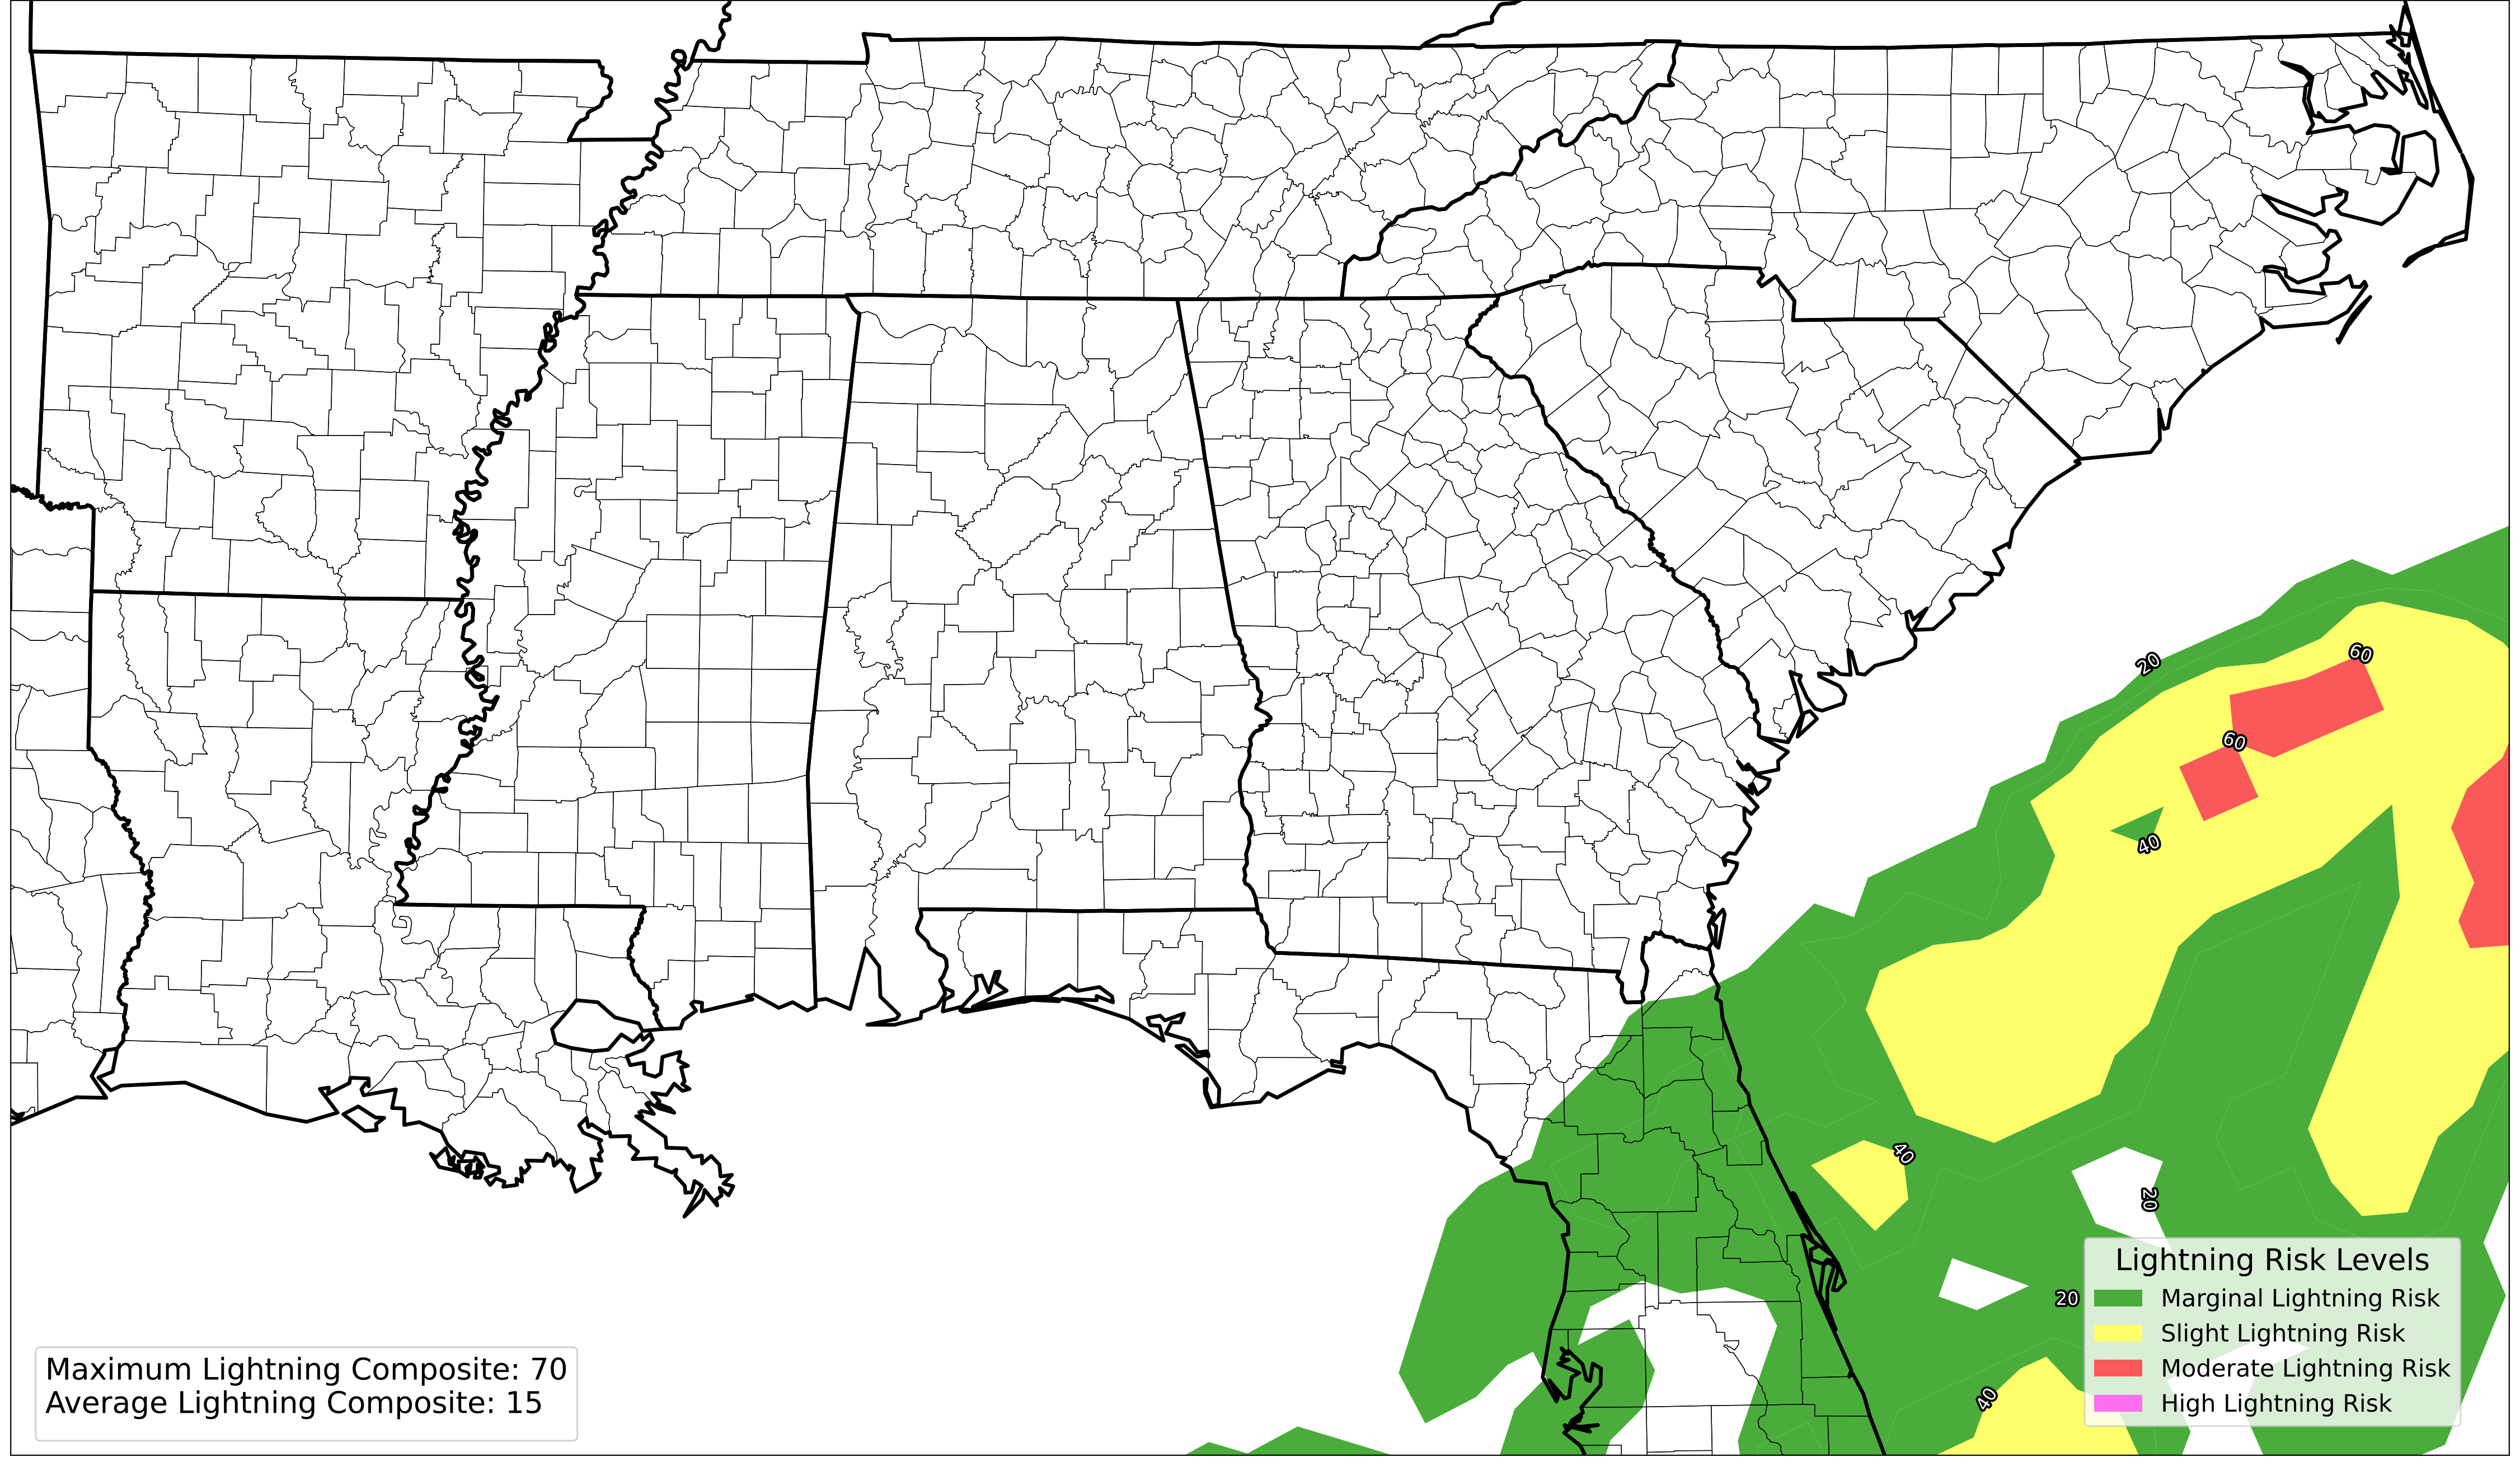 60
20
60
40
40
20
20
40
Lightning Risk Levels
Marginal Lightning Risk
Slight Lightning Risk
Moderate Lightning Risk
High Lightning Risk
Maximum Lightning Composite: 70
Average Lightning Composite: 15